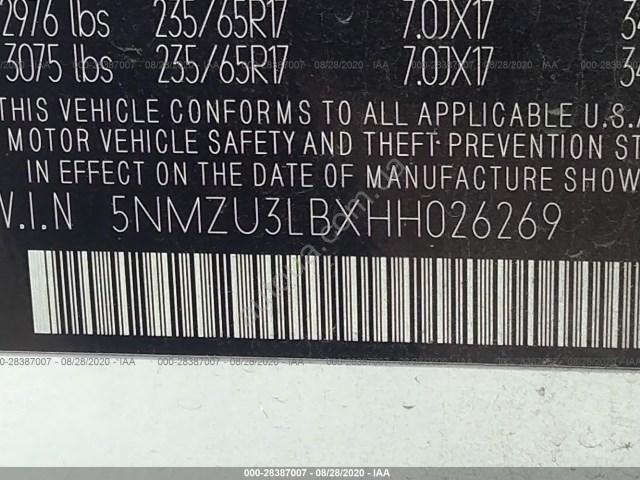 2976 lbs 235/65R17 7.0JX17 3
3075 lbs 235/65R17 7.0JX17 3
THIS VEHICLE CONFORMS TO ALL APPLICABLE U.S.A
MOTOR VEHICLE SAFETY AND THEFT PREVENTION ST
IN EFFECT ON THE DATE OF MANUFACTURE SHOW
V.I.N 5NMZU3LBXHH026269
000-28387007 - 08/28/2020 - IAA